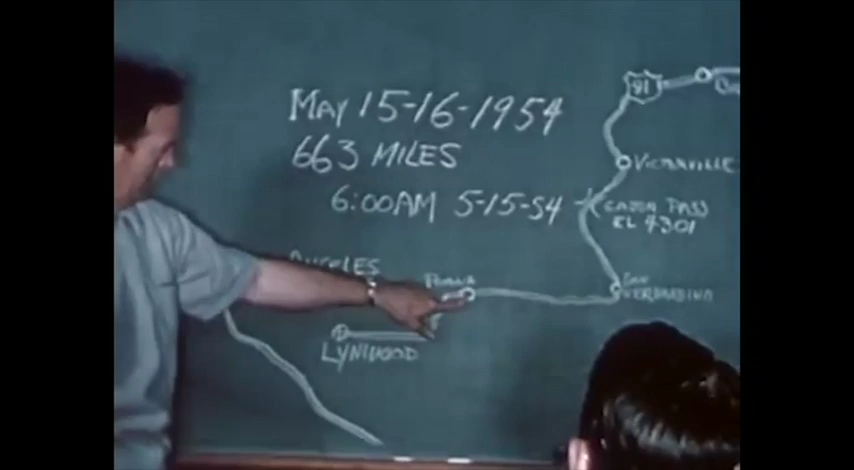 91
MAY 15-16-1954
663 MILES
VICTORVILLE
6:00AM 5-15-54
CAJON PASS
EL 4301
ANGELES
SAN
BERNARDINO
LYNWOOD